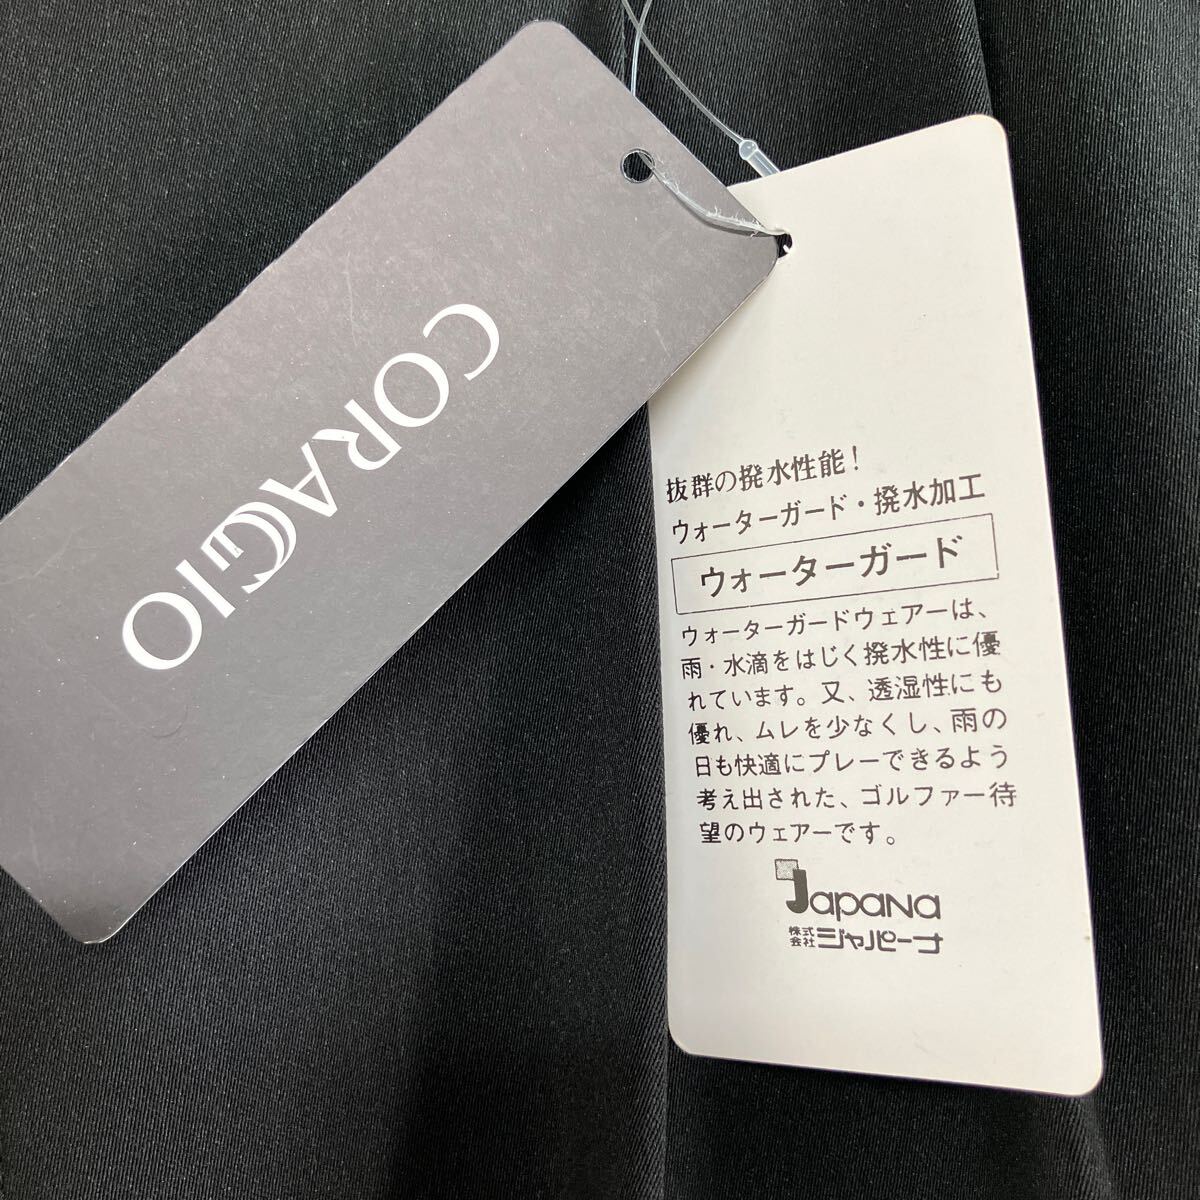 CORAGGIO
抜群の撥水性能！
ウォーターガード・撥水加工
ウォーターガード
ウォーターガードウェアーは、
雨・水滴をはじく撥水性に優
れています。又、透湿性にも
優れ、ムレを少なくし、雨の
日も快適にプレーできるよう
考え出された、ゴルファー待
望のウェアーです。
Japana
株式会社ジャパーナ